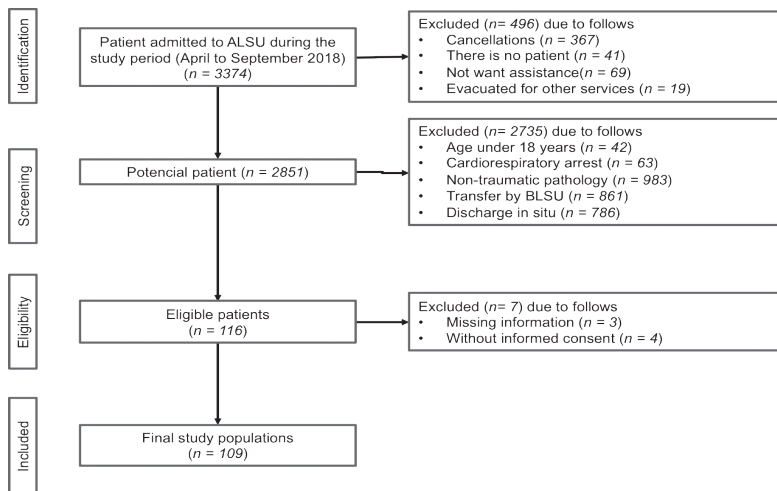 Identification
Patient admitted to ALSU during the
study period (April to September 2018)
(n = 3374)
Excluded (n= 496) due to follows
• Cancellations (n = 367)
• There is no patient (n = 41)
• Not want assistance(n = 69)
• Evacuated for other services (n = 19)
Screening
Potencial patient (n = 2851)
Excluded (n= 2735) due to follows
• Age under 18 years (n = 42)
• Cardiorespiratory arrest (n = 63)
• Non-traumatic pathology (n = 983)
• Transfer by BLSU (n = 861)
• Discharge in situ (n = 786)
Eligibility
Eligible patients
(n = 116)
Excluded (n= 7) due to follows
• Missing information (n = 3)
• Without informed consent (n = 4)
Included
Final study populations
(n = 109)